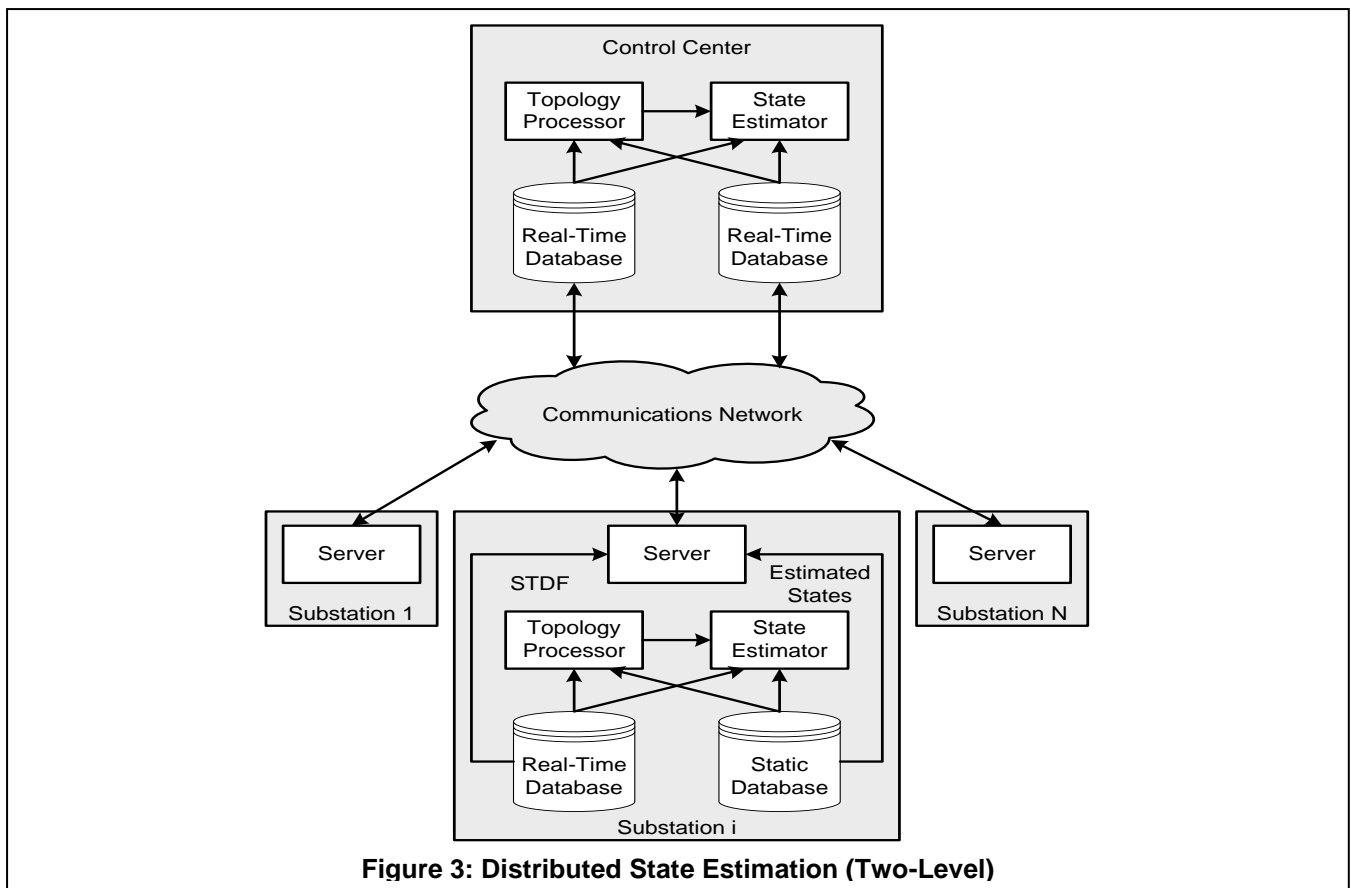 Control Center
Topology
Processor
State
Estimator
Real-Time
Database
Real-Time
Database
Communications Network
Server
Substation 1
Server
STDF
Estimated
States
Topology
Processor
State
Estimator
Real-Time
Database
Static
Database
Substation i
Server
Substation N
Figure 3: Distributed State Estimation (Two-Level)